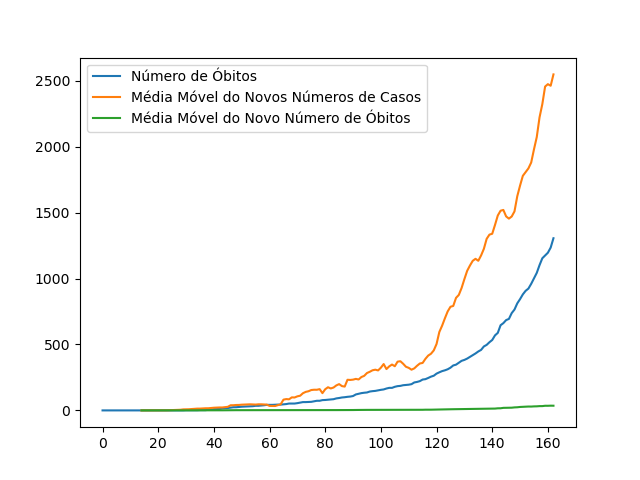 Número de Óbitos
Média Móvel do Novos Números de Casos
Média Móvel do Novo Número de Óbitos
2500
2000
1500
1000
500
0
0 20 40 60 80 100 120 140 160